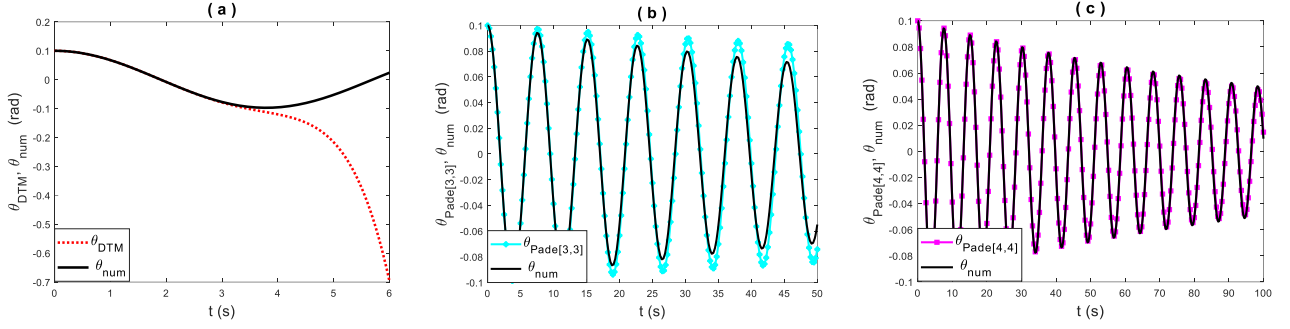 ( a )
0.2
0.1
0
-0.1
-0.2
-0.3
-0.4
-0.5
-0.6
-0.7
θDTM, θnum (rad)
θDTM
θnum
0 1 2 3 4 5 6
t (s)
( b )
0.1
0.08
0.06
0.04
0.02
0
-0.02
-0.04
-0.06
-0.08
-0.1
θPade[3,3], θnum (rad)
θPade[3,3]
θnum
0 5 10 15 20 25 30 35 40 45 50
t (s)
( c )
0.1
0.08
0.06
0.04
0.02
0
-0.02
-0.04
-0.06
-0.08
-0.1
θPade[4,4], θnum (rad)
θPade[4,4]
θnum
0 10 20 30 40 50 60 70 80 90 100
t (s)